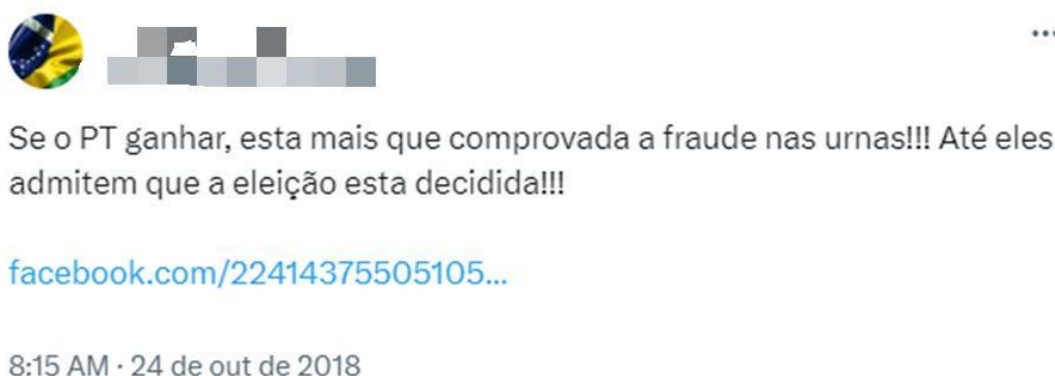 Se o PT ganhar, esta mais que comprovada a fraude nas urnas!!! Até eles
admitem que a eleição esta decidida!!!
facebook.com/22414375505105...
8:15 AM · 24 de out de 2018